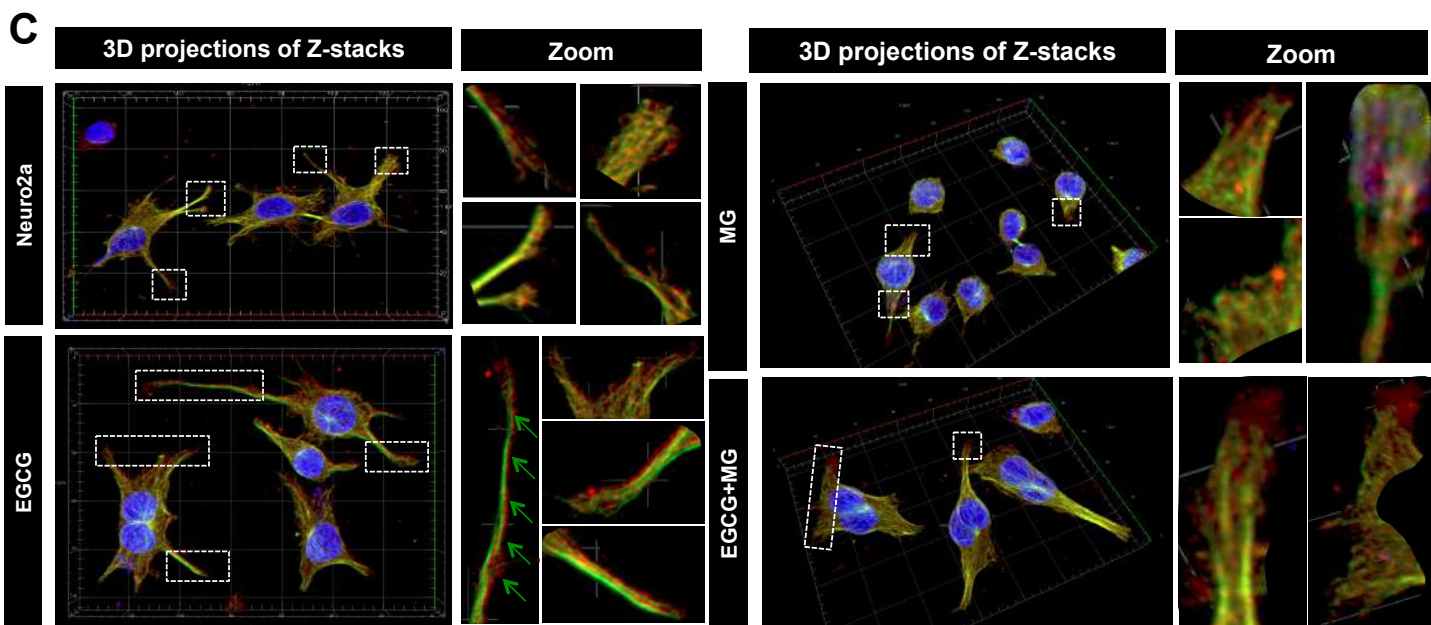 C
3D projections of Z-stacks
Zoom
3D projections of Z-stacks
Zoom
Neuro2a
MG
EGCG
EGCG+MG